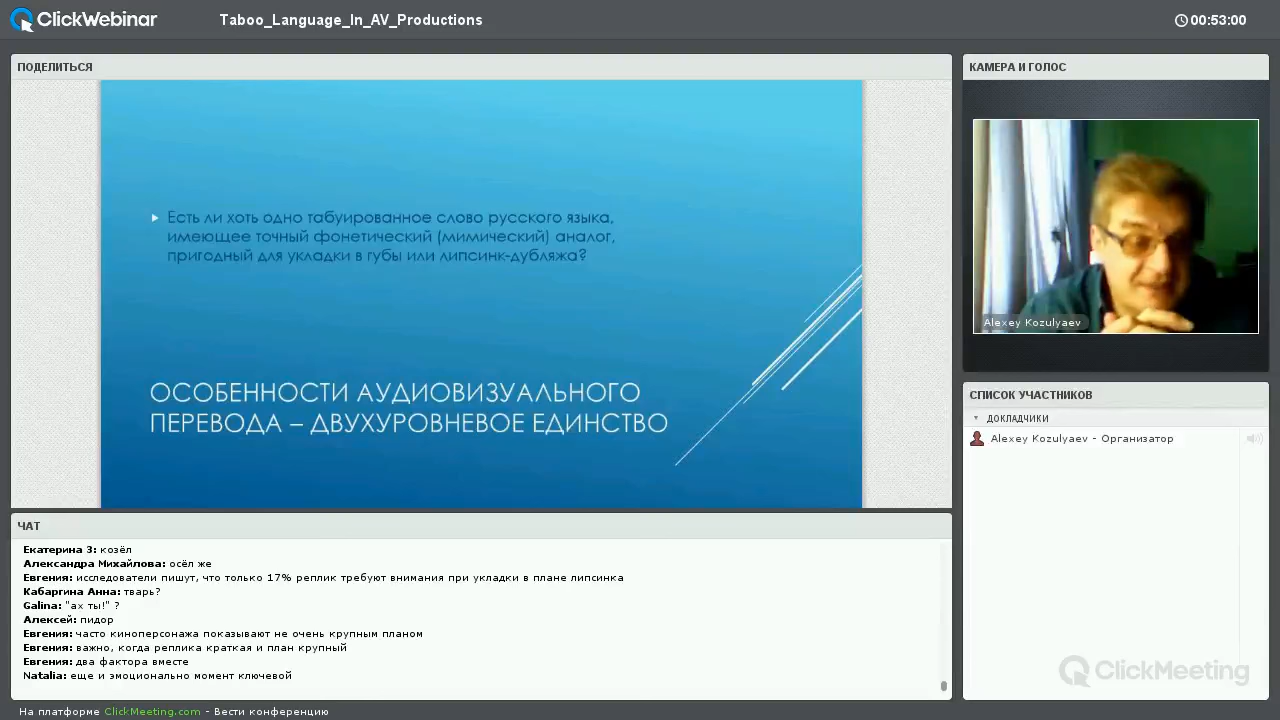 ClickWebinar
Taboo_Language_In_AV_Productions
00:53:00
ПОДЕЛИТЬСЯ
Есть ли хоть одно табуированное слово русского языка,
имеющее точный фонетический (мимический) аналог,
пригодный для укладки в губы или липсинк-дубляжа?
ОСОБЕННОСТИ АУДИОВИЗУАЛЬНОГО
ПЕРЕВОДА – ДВУХУРОВНЕВОЕ ЕДИНСТВО
КАМЕРА И ГОЛОС
Alexey Kozulyaev
СПИСОК УЧАСТНИКОВ
ДОКЛАДЧИКИ
Alexey Kozulyaev - Организатор
ClickMeeting
ЧАТ
Екатерина 3: козёл
Александра Михайлова: осёл же
Евгения: исследователи пишут, что только 17% реплик требуют внимания при укладки в плане липсинка
Кабаргина Анна: тварь?
Galina: "ах ты!" ?
Алексей: пидор
Евгения: часто киноперсонажа показывают не очень крупным планом
Евгения: важно, когда реплика краткая и план крупный
Евгения: два фактора вместе
Natalia: еще и эмоционально момент ключевой
На платформе ClickMeeting.com - Вести конференцию